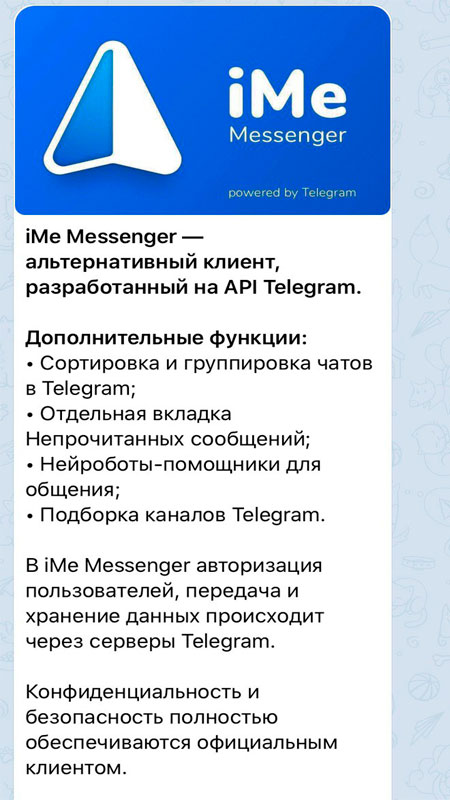 iMe
Messenger
powered by Telegram
iMe Messenger —
альтернативный клиент,
разработанный на API Telegram.
Дополнительные функции:
• Сортировка и группировка чатов
в Telegram;
• Отдельная вкладка
Непрочитанных сообщений;
• Нейроботы-помощники для
общения;
• Подборка каналов Telegram.
В iMe Messenger авторизация
пользователей, передача и
хранение данных происходит
через серверы Telegram.
Конфиденциальность и
безопасность полностью
обеспечиваются официальным
клиентом.